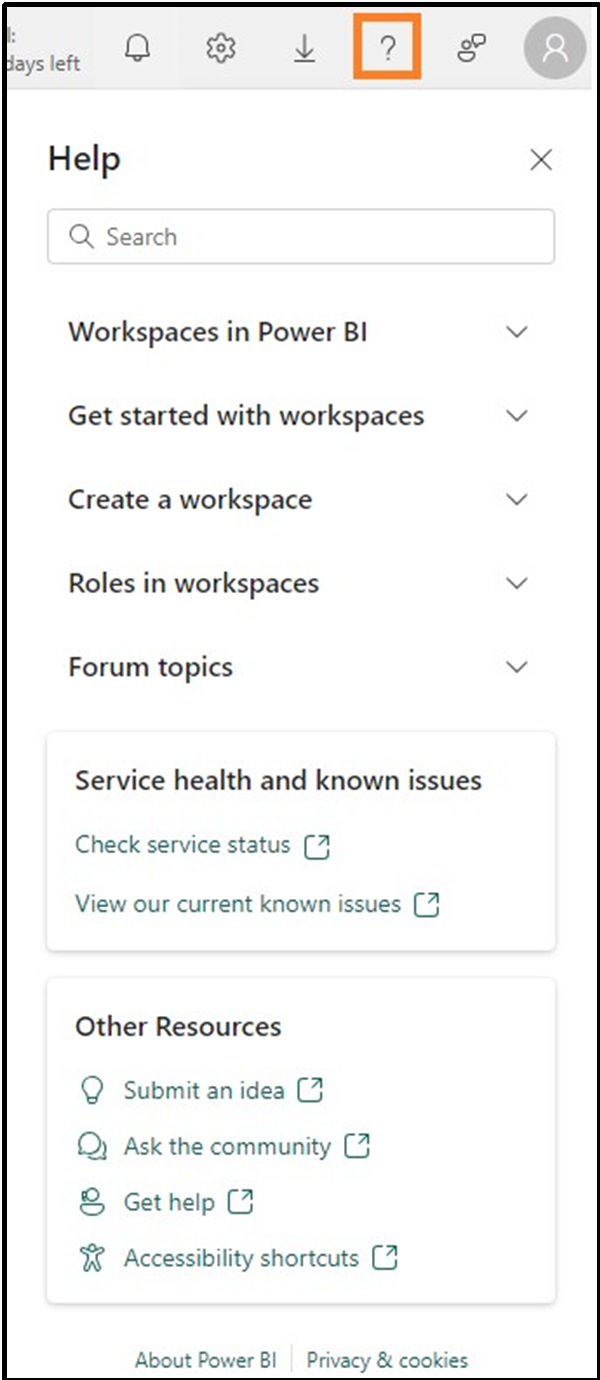 l:
days left
?
Help
Search
Workspaces in Power BI
Get started with workspaces
Create a workspace
Roles in workspaces
Forum topics
Service health and known issues
Check service status
View our current known issues
Other Resources
Submit an idea
Ask the community
Get help
Accessibility shortcuts
About Power BI | Privacy & cookies